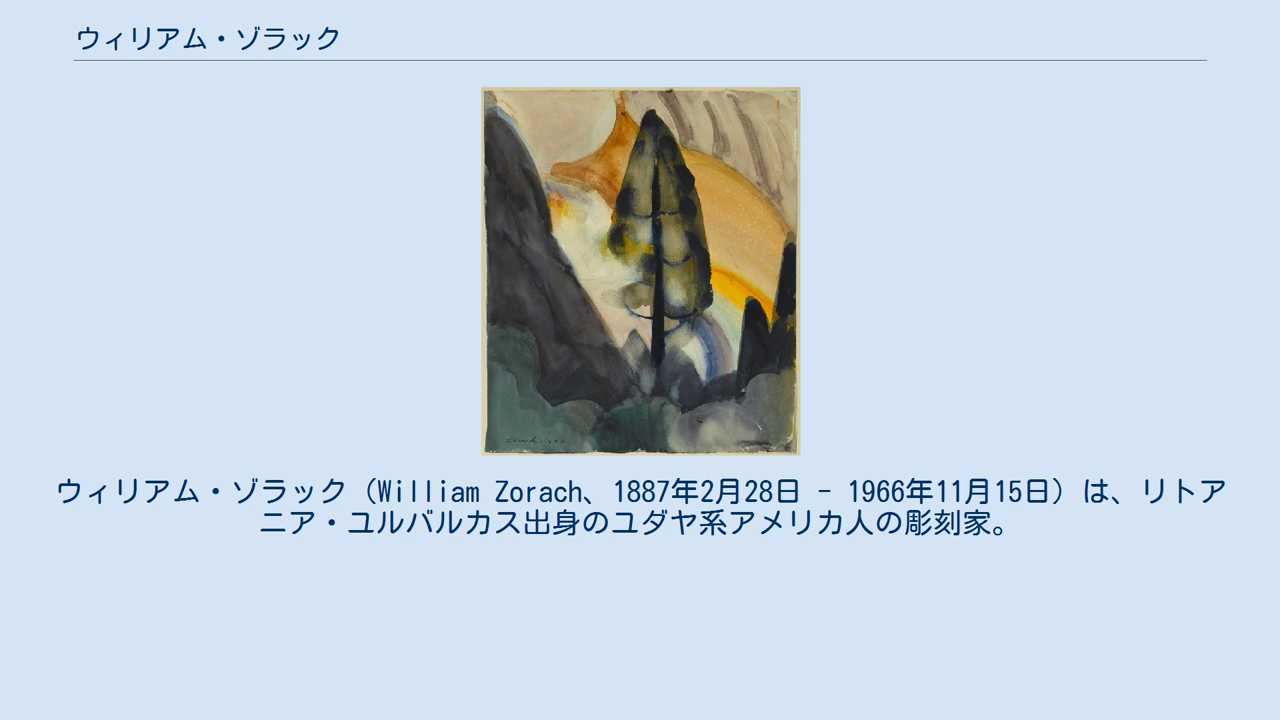 ウィリアム・ゾラック
ウィリアム・ゾラック（William Zorach、1887年2月28日 - 1966年11月15日）は、リトア
ニア・ユルバルカス出身のユダヤ系アメリカ人の彫刻家。